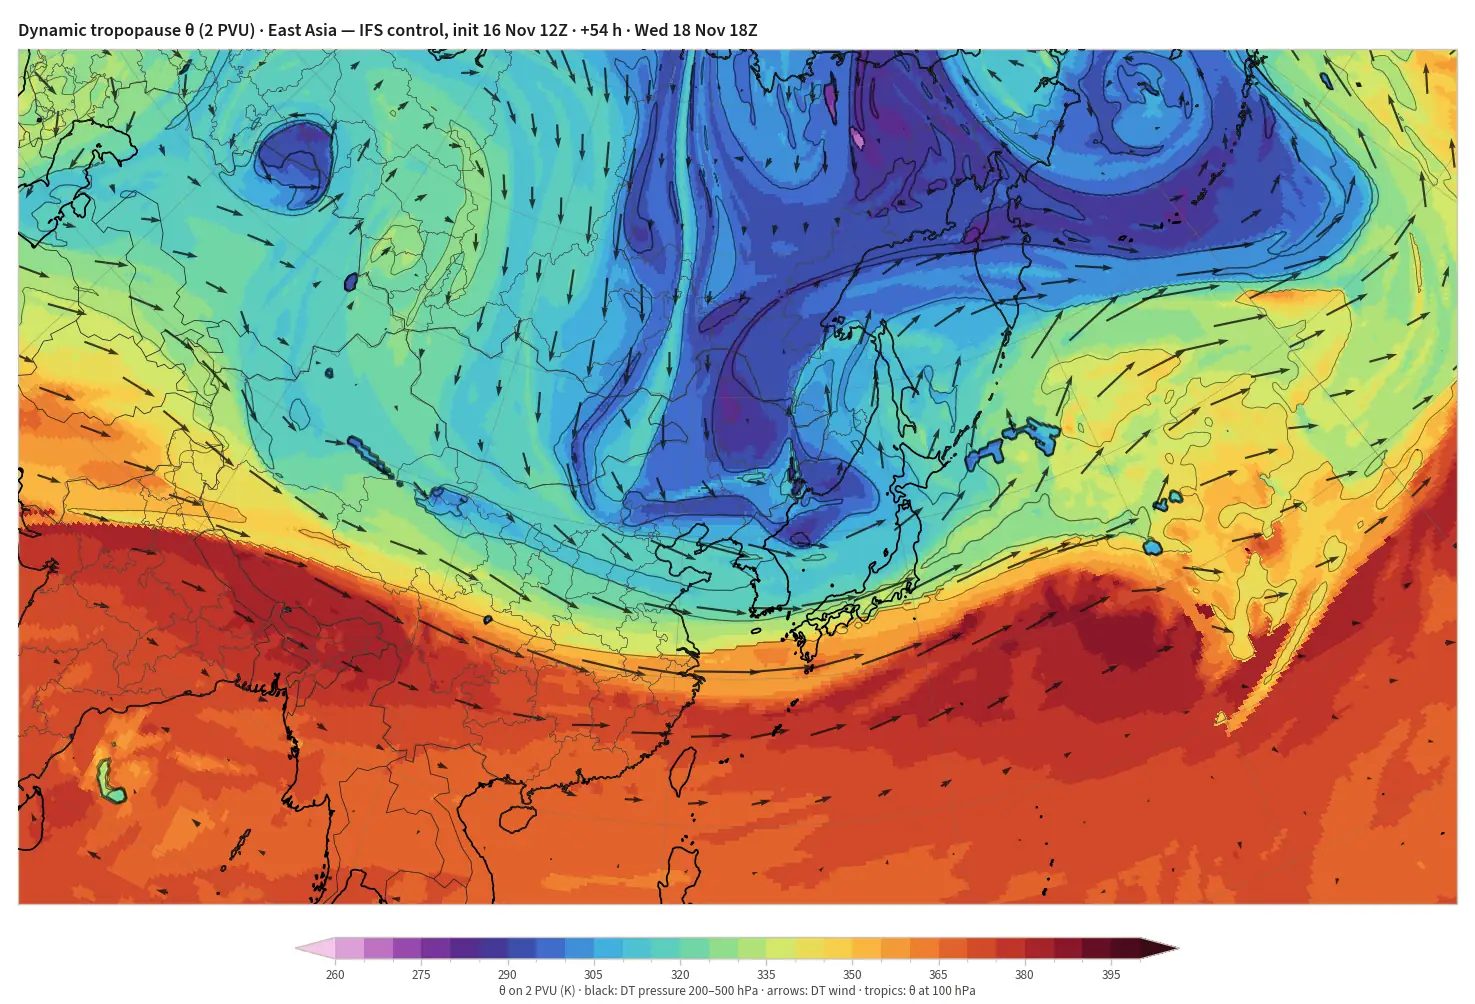 Dynamic tropopause θ (2 PVU) · East Asia — IFS control, init 16 Nov 12Z · +54 h · Wed 18 Nov 18Z
260 275 290 305 320 335 350 365 380 395
θ on 2 PVU (K) · black: DT pressure 200–500 hPa · arrows: DT wind · tropics: θ at 100 hPa